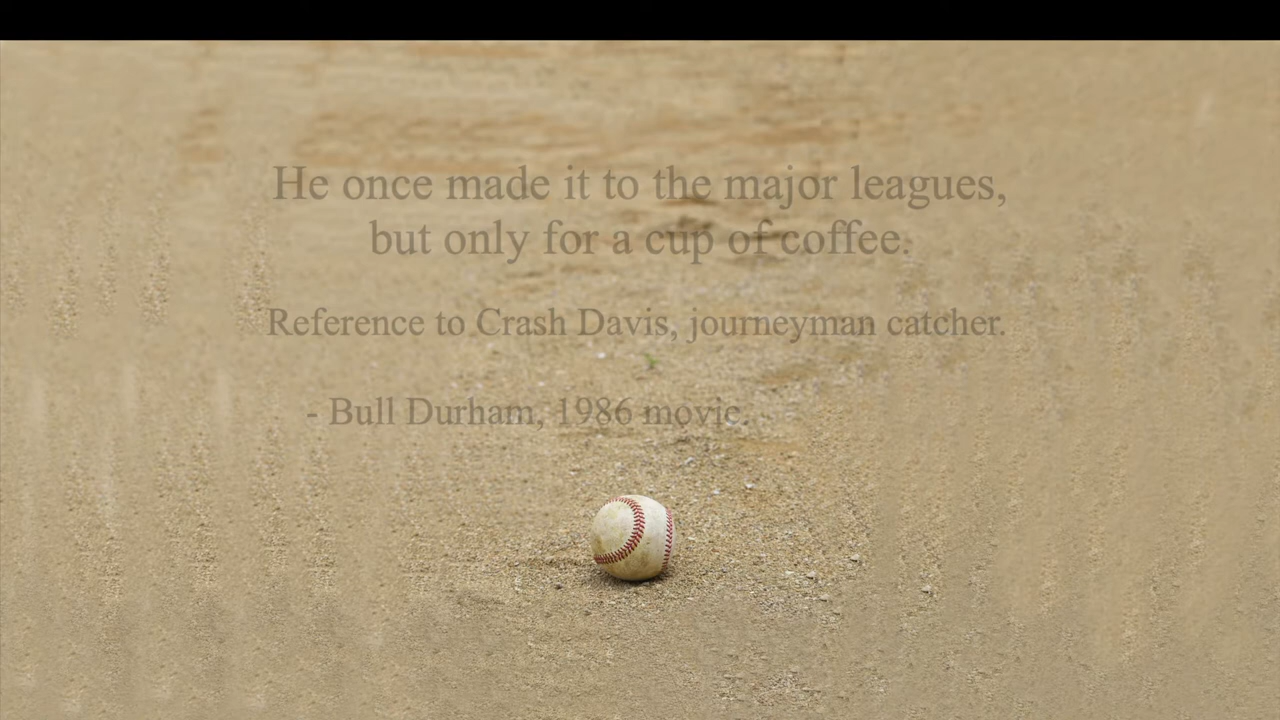 He once made it to the major leagues,
but only for a cup of coffee.
Reference to Crash Davis, journeyman catcher.
- Bull Durham, 1986 movie.